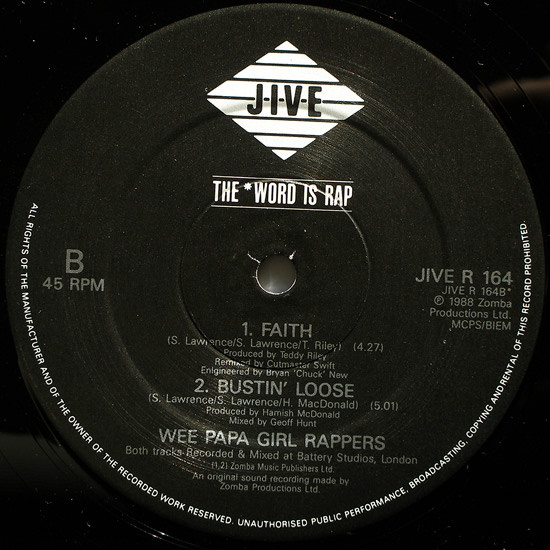 J-I-V-E
THE *WORD IS RAP
B
45 RPM
JIVE R 164
JIVE R 164B*
℗ 1988 Zomba
Productions Ltd.
MCPS/BIEM
1. FAITH
(S. Lawrence/S. Lawrence/T. Riley) (4.27)
Produced by Teddy Riley
Remixed by Cutmaster Swift
Enlgineered by Bryan 'Chuck' New
2. BUSTIN' LOOSE
(S. Lawrence/S. Lawrence/H. MacDonald) (5.01)
Produced by Hamish McDonald
Mixed by Geoff Hunt
WEE PAPA GIRL RAPPERS
Both tracks Recorded & Mixed at Battery Studios, London
(1,2) Zomba Music Publishers Ltd.
An original sound recording made by
Zomba Productions Ltd.
ALL RIGHTS OF THE MANUFACTURER AND OF THE OWNER OF THE RECORDED WORK RESERVED. UNAUTHORISED PUBLIC PERFORMANCE, BROADCASTING, COPYING AND RENTAL OF THIS RECORD PROHIBITED.